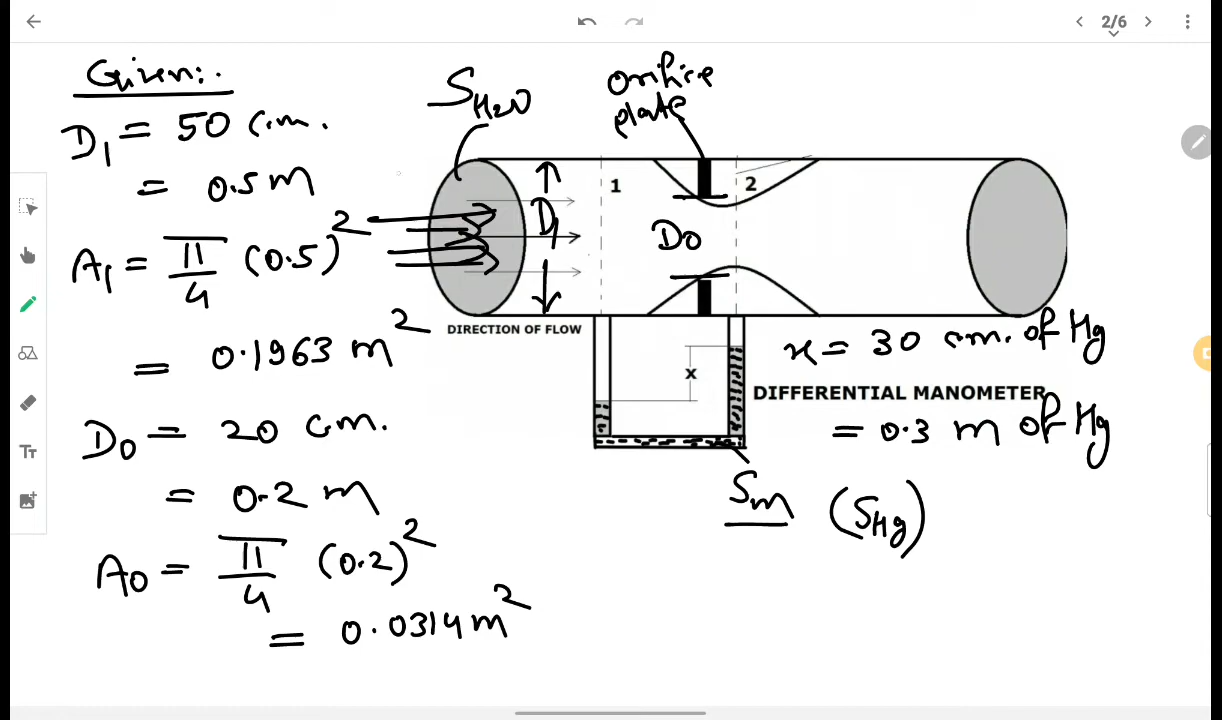 2/6
Given:.
D1 = 50 cm.
= 0.5 m
A1 = π/4 (0.5)²
= 0.1963 m²
D0 = 20 cm.
= 0.2 m
A0 = π/4 (0.2)²
= 0.0314 m²
SH2O
orifice
plate
D1
1
2
D0
DIRECTION OF FLOW
x
x = 30 cm. of Hg
DIFFERENTIAL MANOMETER
= 0.3 m of Hg
Sm (SHg)
Tт